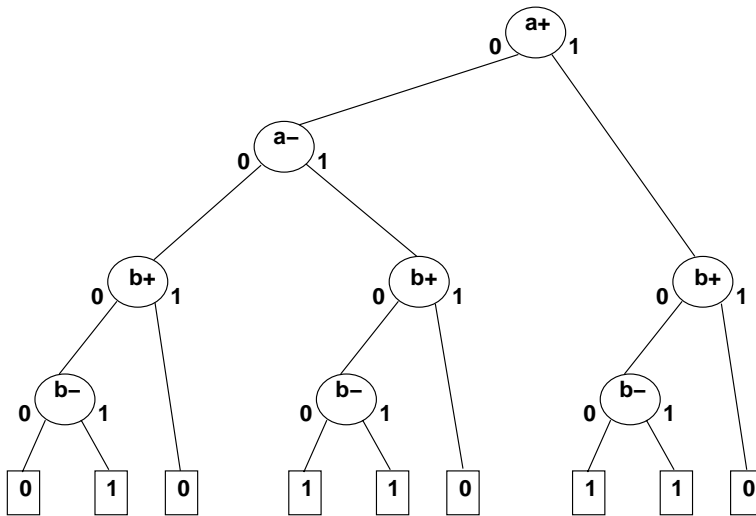 a+
0 1
a−
0 1
b+ b+ b+
0 1 0 1 0 1
b− b− b−
0 1 0 1 0 1
0 1 0 1 1 0 1 1 0